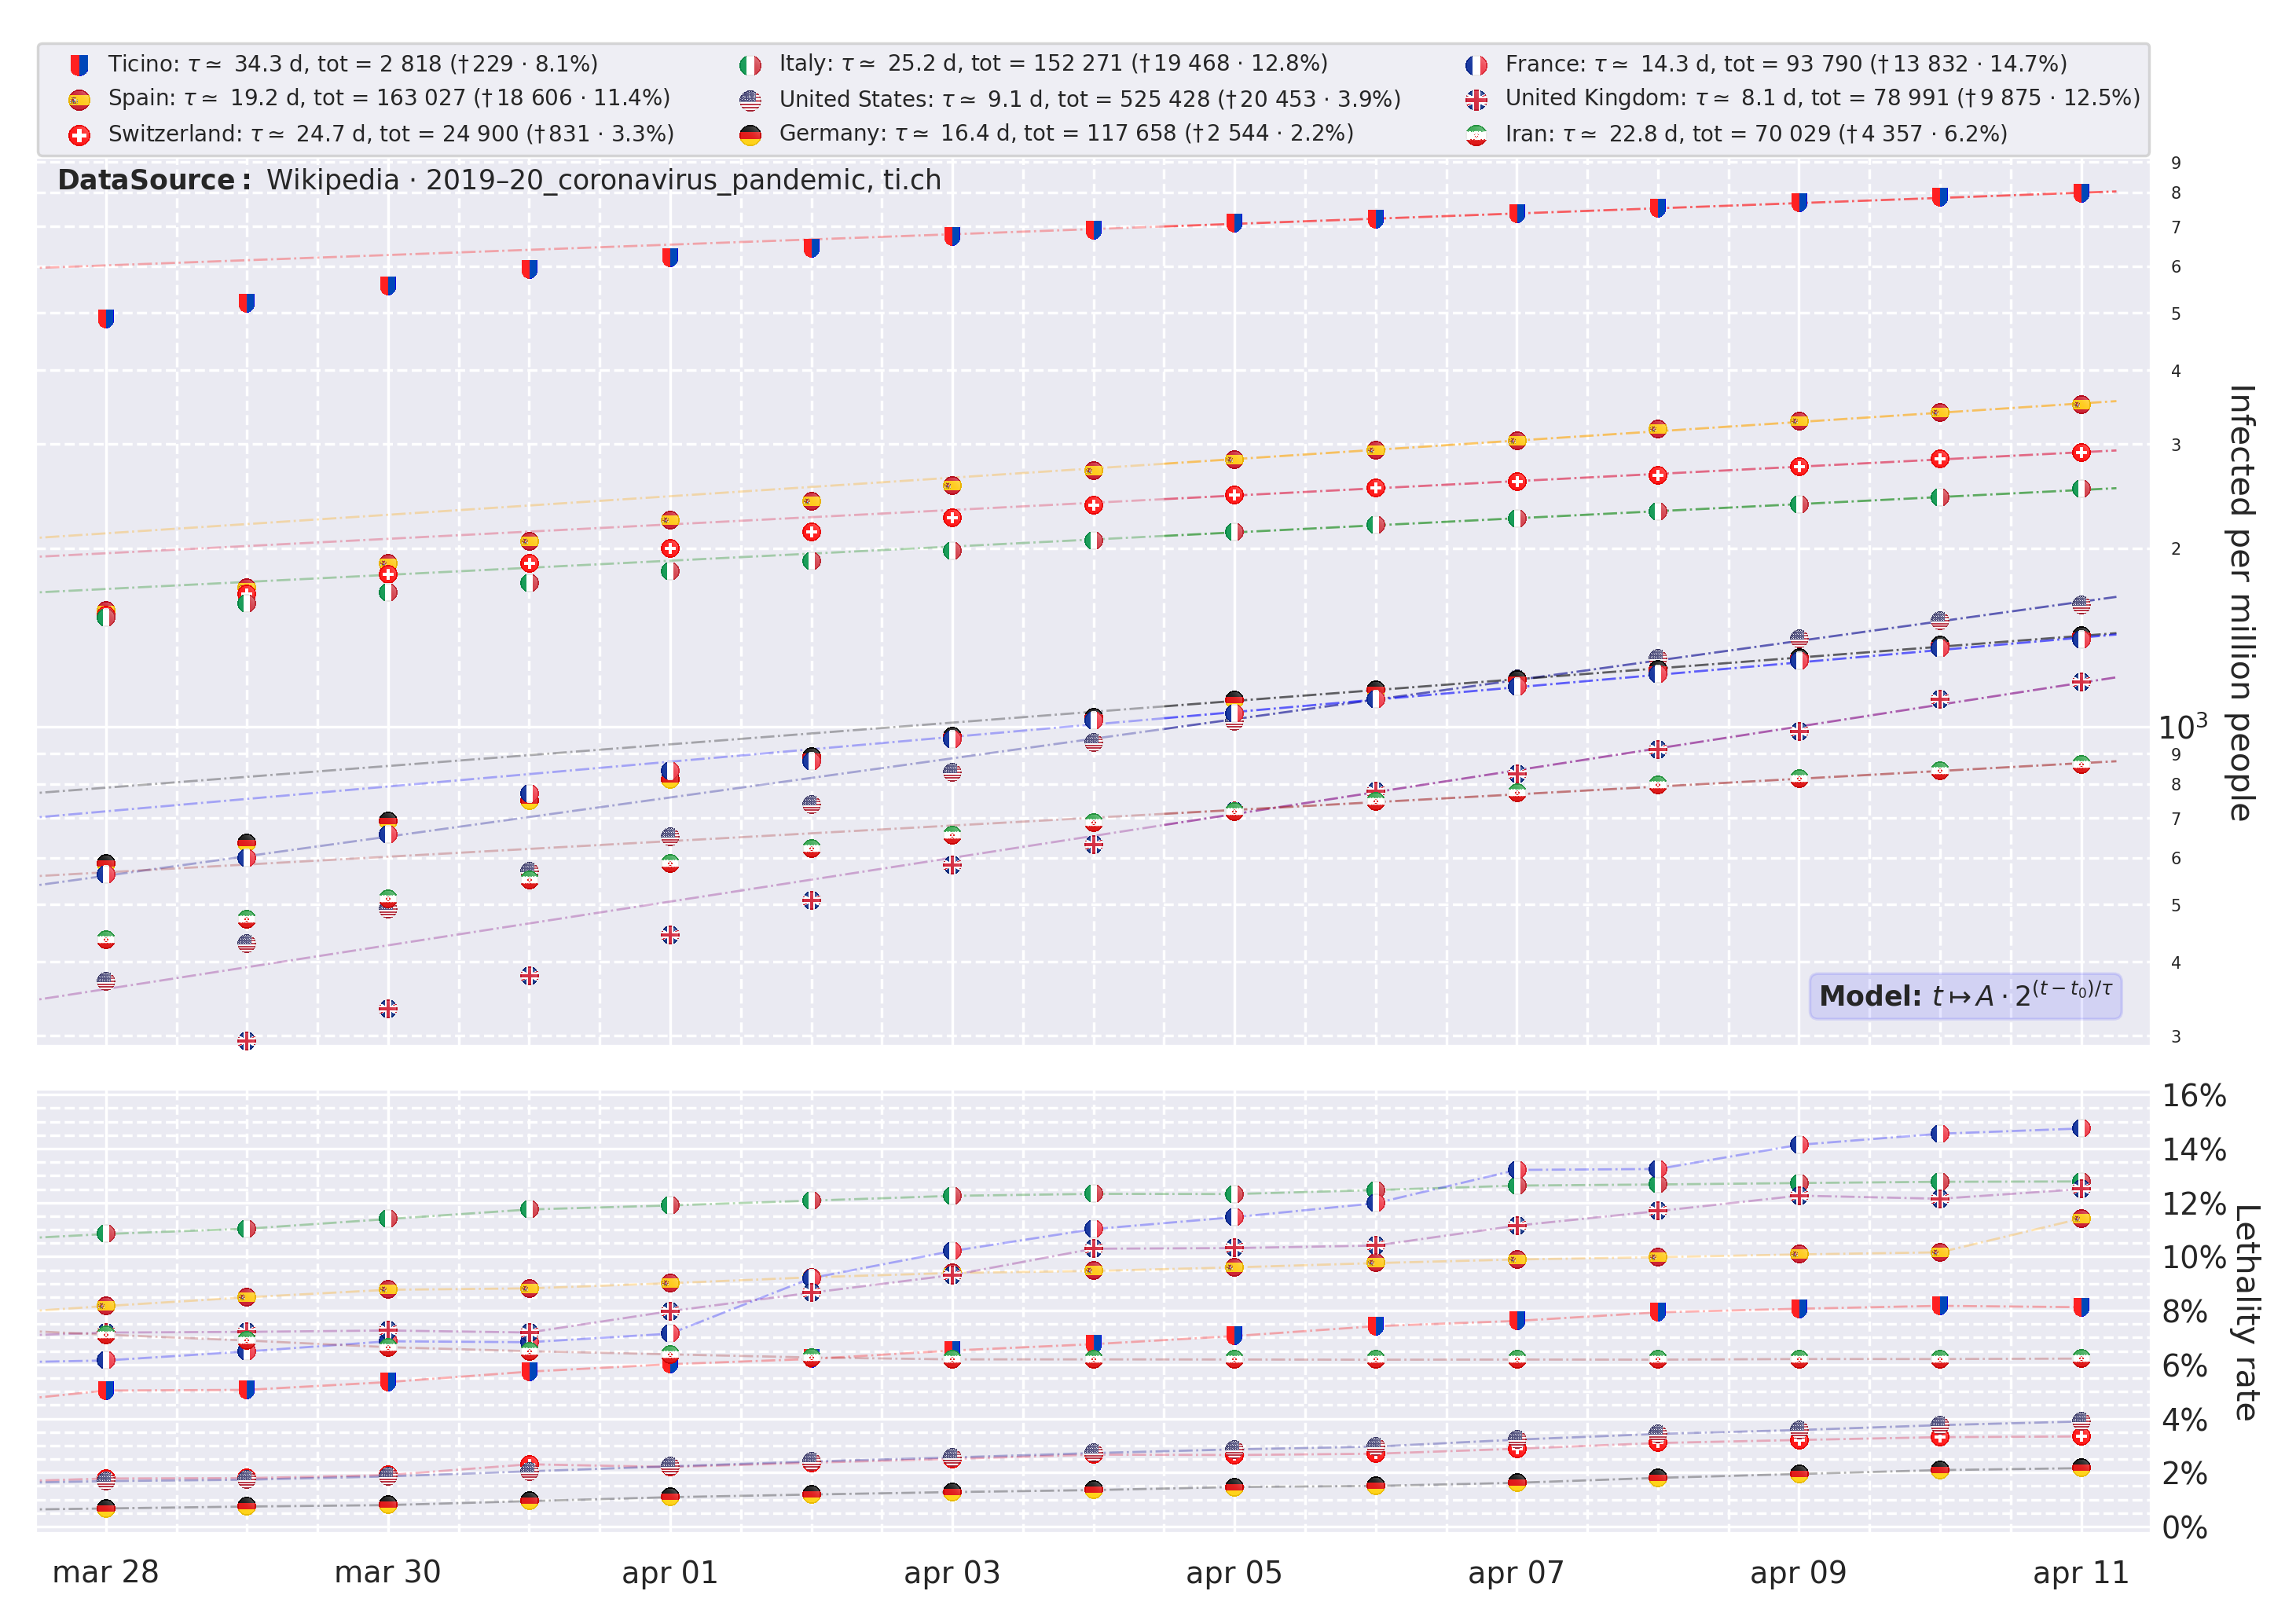 Ticino: τ ≃ 34.3 d, tot = 2 818 (†229 · 8.1%)
Spain: τ ≃ 19.2 d, tot = 163 027 (†18 606 · 11.4%)
Switzerland: τ ≃ 24.7 d, tot = 24 900 (†831 · 3.3%)
Italy: τ ≃ 25.2 d, tot = 152 271 (†19 468 · 12.8%)
United States: τ ≃ 9.1 d, tot = 525 428 (†20 453 · 3.9%)
Germany: τ ≃ 16.4 d, tot = 117 658 (†2 544 · 2.2%)
France: τ ≃ 14.3 d, tot = 93 790 (†13 832 · 14.7%)
United Kingdom: τ ≃ 8.1 d, tot = 78 991 (†9 875 · 12.5%)
Iran: τ ≃ 22.8 d, tot = 70 029 (†4 357 · 6.2%)
DataSource: Wikipedia · 2019–20_coronavirus_pandemic, ti.ch
9
8
7
6
5
4
3
2
10³
9
8
7
6
5
4
3
Infected per million people
Model: t ↦ A · 2^(t − t₀)/τ
16%
14%
12%
10%
8%
6%
4%
2%
0%
Lethality rate
mar 28
mar 30
apr 01
apr 03
apr 05
apr 07
apr 09
apr 11